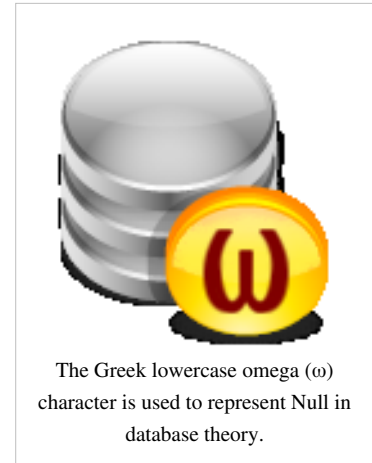 ω
The Greek lowercase omega (ω)
character is used to represent Null in
database theory.